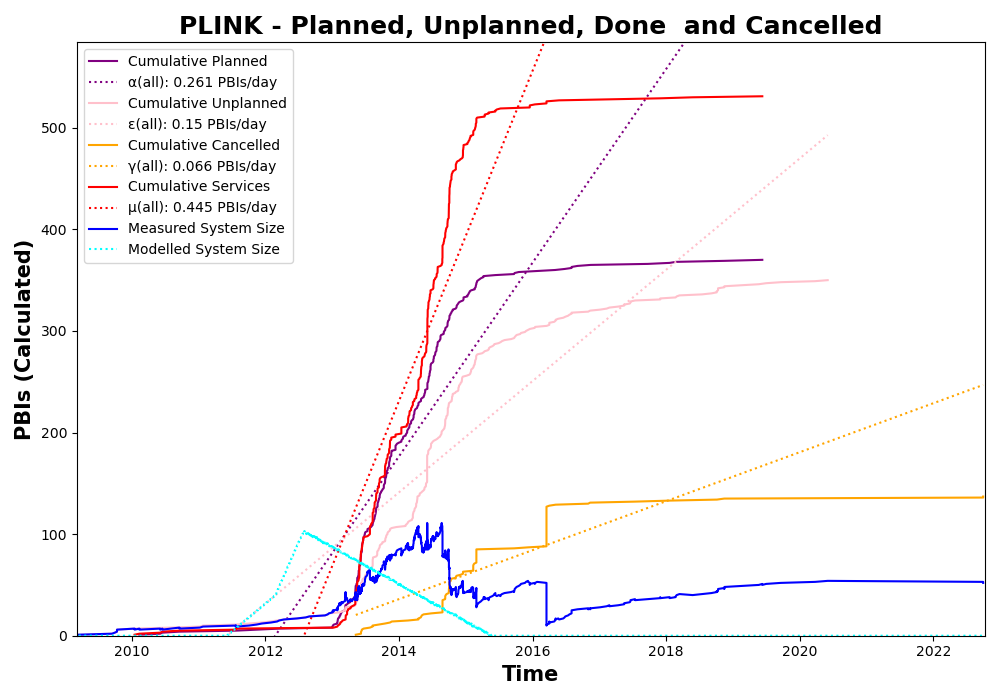 PLINK - Planned, Unplanned, Done  and Cancelled
Cumulative Planned
α(all): 0.261 PBIs/day
Cumulative Unplanned
ε(all): 0.15 PBIs/day
Cumulative Cancelled
γ(all): 0.066 PBIs/day
Cumulative Services
μ(all): 0.445 PBIs/day
Measured System Size
Modelled System Size
PBIs (Calculated)
500
400
300
200
100
0
2010
2012
2014
2016
2018
2020
2022
Time